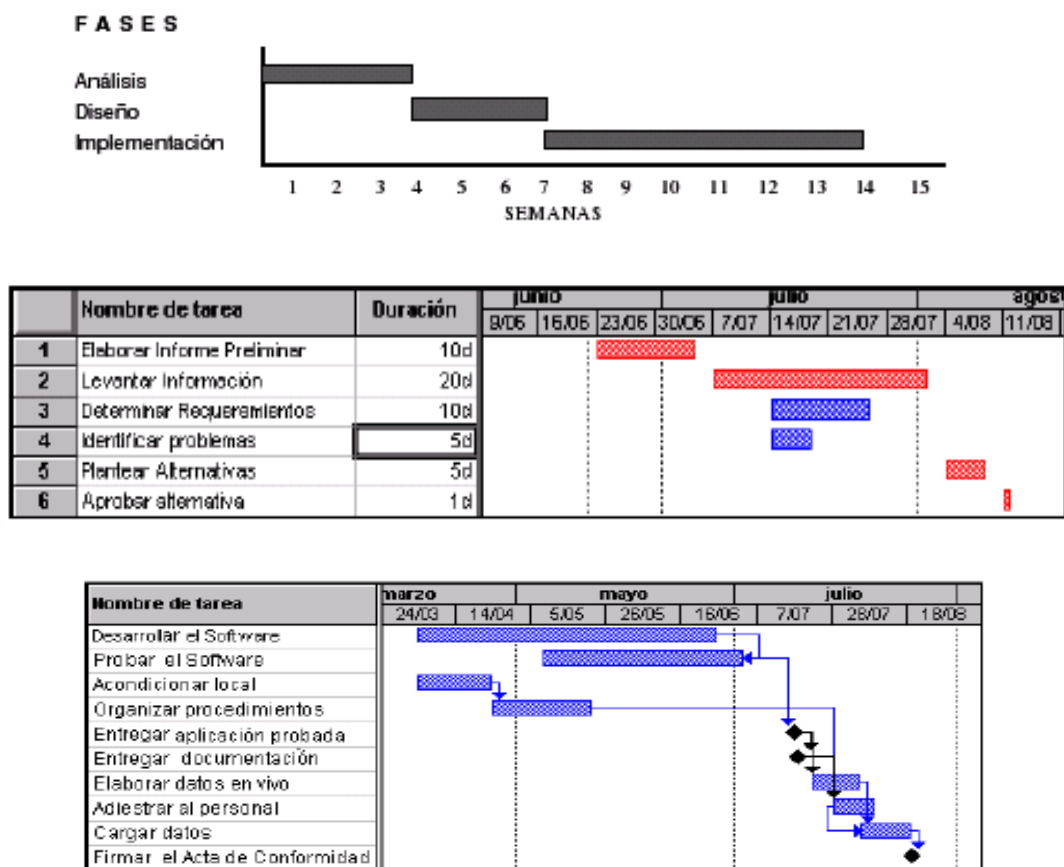 FASES
Análisis
Diseño
Implementación
1 2 3 4 5 6 7 8 9 10 11 12 13 14 15
SEMANAS
Nombre de tarea Duración junio julio agost
9/06 16/06 23/06 30/06 7/07 14/07 21/07 28/07 4/08 11/08
1 Elaborar Informe Preliminar 10d
2 Levantar Información 20d
3 Determinar Requeramientos 10d
4 Identificar problemas 5d
5 Plantear Alternativas 5d
6 Aprobar alternativa 1d
Nombre de tarea marzo mayo julio
24/03 14/04 5/05 26/05 16/06 7/07 28/07 18/08
Desarrollar el Software
Probar el Software
Acondicionar local
Organizar procedimientos
Entregar aplicación probada
Entregar documentación
Elaborar datos en vivo
Adiestrar al personal
Cargar datos
Firmar el Acta de Conformidad